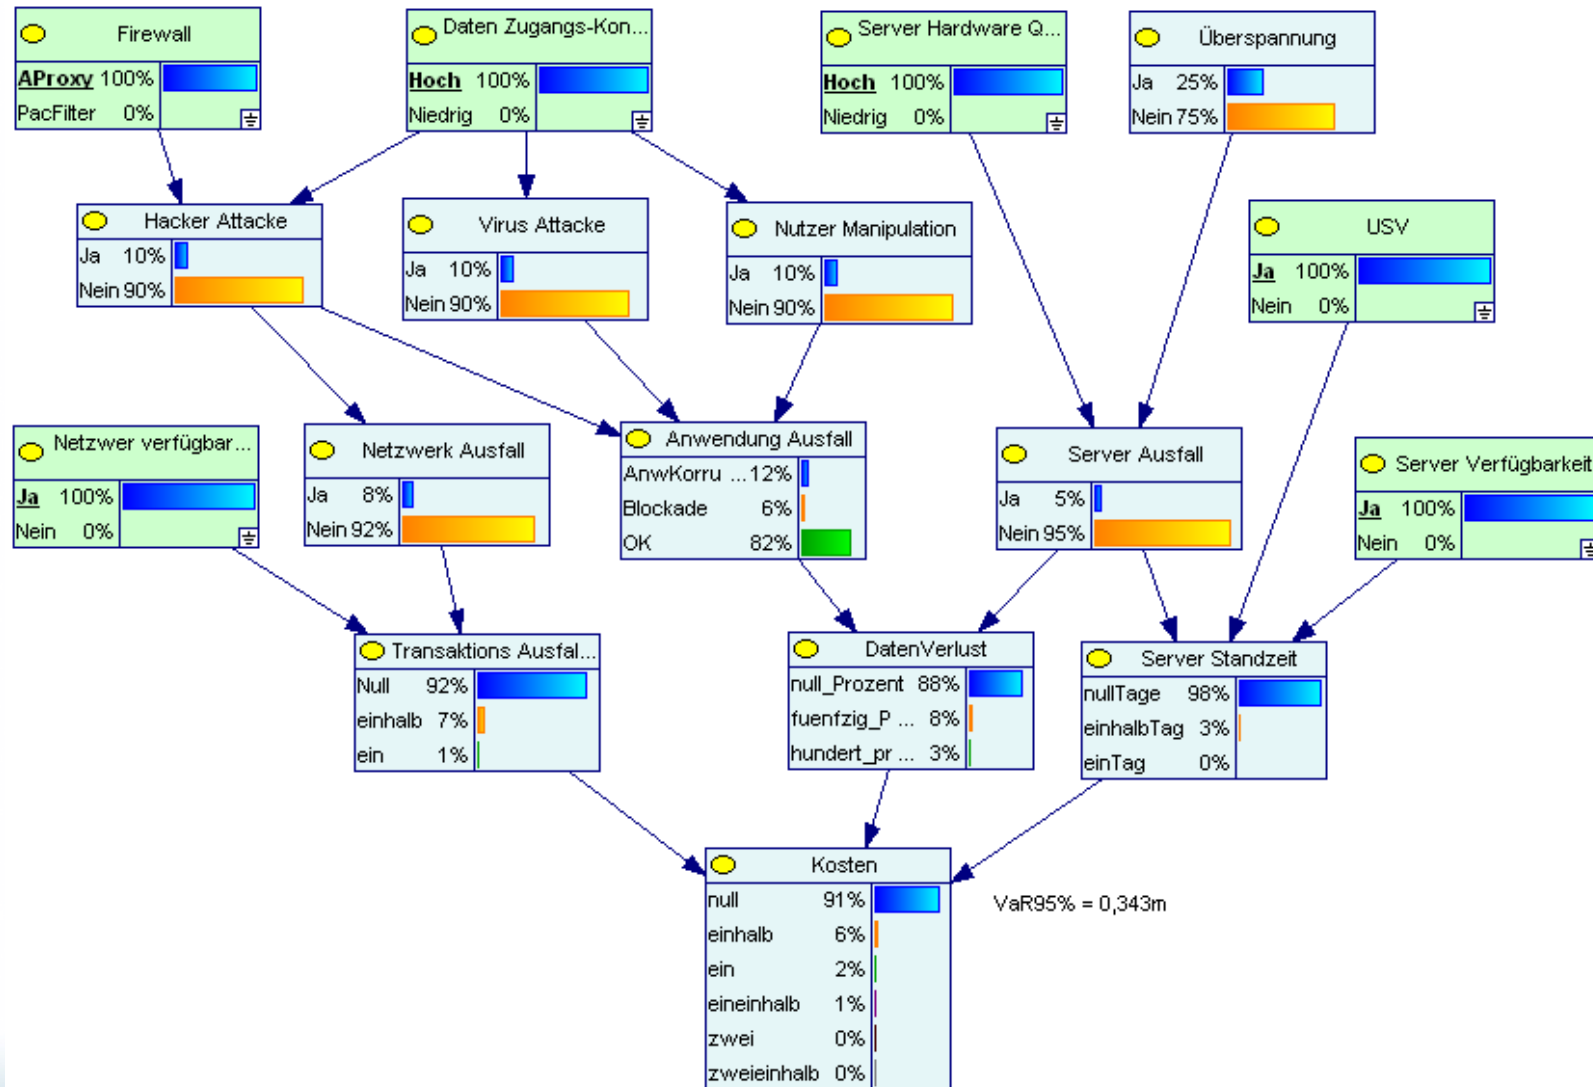 Firewall
AProxy 100%
PacFilter 0%
Daten Zugangs-Kon...
Hoch 100%
Niedrig 0%
Server Hardware Q...
Hoch 100%
Niedrig 0%
Überspannung
Ja 25%
Nein 75%
Hacker Attacke
Ja 10%
Nein 90%
Virus Attacke
Ja 10%
Nein 90%
Nutzer Manipulation
Ja 10%
Nein 90%
USV
Ja 100%
Nein 0%
Netzwer verfügbar...
Ja 100%
Nein 0%
Netzwerk Ausfall
Ja 8%
Nein 92%
Anwendung Ausfall
AnwKorru ... 12%
Blockade 6%
OK 82%
Server Ausfall
Ja 5%
Nein 95%
Server Verfügbarkeit
Ja 100%
Nein 0%
Transaktions Ausfal...
Null 92%
einhalb 7%
ein 1%
DatenVerlust
null_Prozent 88%
fuenfzig_P ... 8%
hundert_pr ... 3%
Server Standzeit
nullTage 98%
einhalbTag 3%
einTag 0%
Kosten
null 91%
einhalb 6%
ein 2%
eineinhalb 1%
zwei 0%
zweieinhalb 0%
VaR95% = 0,343m